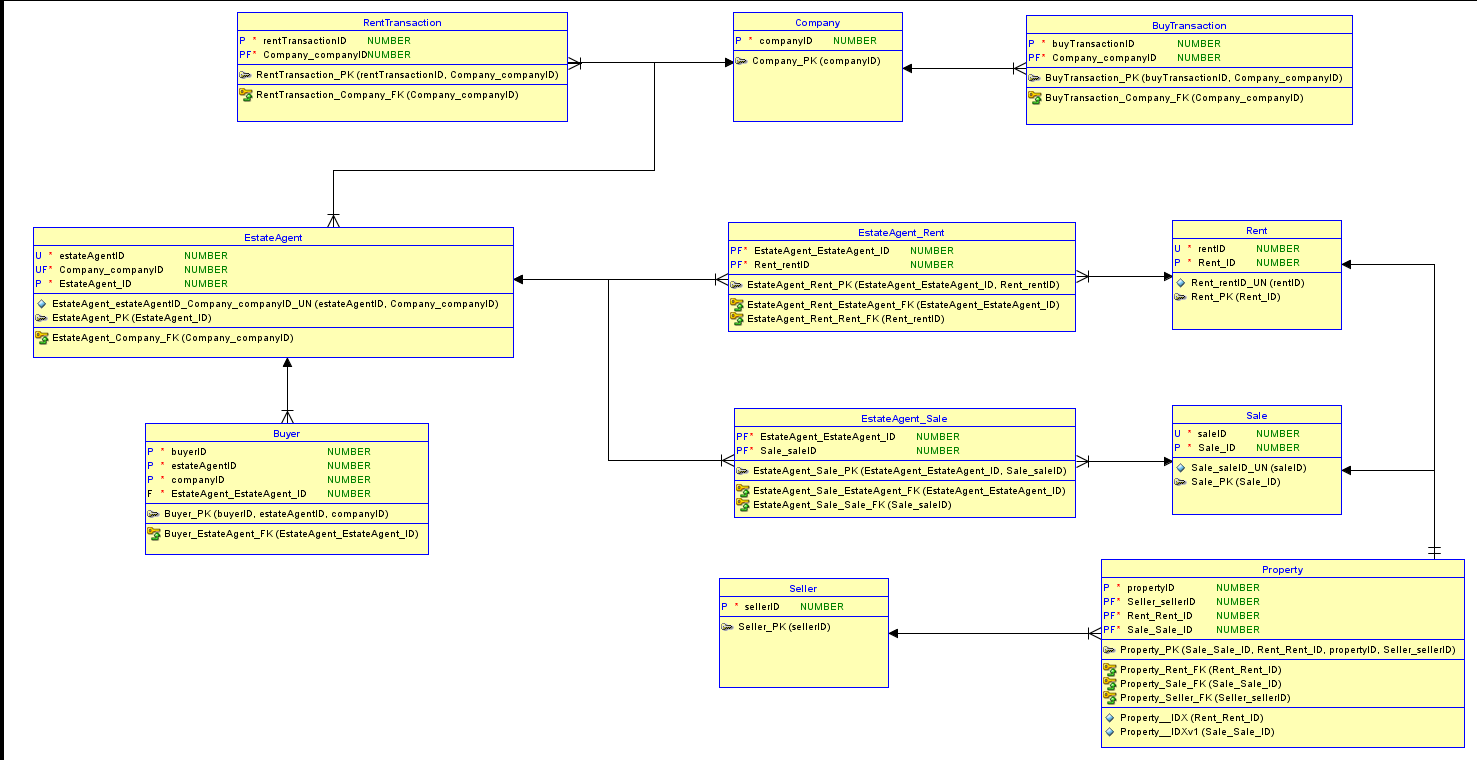 RentTransaction
P * rentTransactionID NUMBER
PF* Company_companyID NUMBER
RentTransaction_PK (rentTransactionID, Company_companyID)
RentTransaction_Company_FK (Company_companyID)
Company
P * companyID NUMBER
Company_PK (companyID)
BuyTransaction
P * buyTransactionID NUMBER
PF* Company_companyID NUMBER
BuyTransaction_PK (buyTransactionID, Company_companyID)
BuyTransaction_Company_FK (Company_companyID)
EstateAgent
U * estateAgentID NUMBER
UF* Company_companyID NUMBER
P * EstateAgent_ID NUMBER
EstateAgent_estateAgentID_Company_companyID_UN (estateAgentID, Company_companyID)
EstateAgent_PK (EstateAgent_ID)
EstateAgent_Company_FK (Company_companyID)
EstateAgent_Rent
PF* EstateAgent_EstateAgent_ID NUMBER
PF* Rent_rentID NUMBER
EstateAgent_Rent_PK (EstateAgent_EstateAgent_ID, Rent_rentID)
EstateAgent_Rent_EstateAgent_FK (EstateAgent_EstateAgent_ID)
EstateAgent_Rent_Rent_FK (Rent_rentID)
Rent
U * rentID NUMBER
P * Rent_ID NUMBER
Rent_rentID_UN (rentID)
Rent_PK (Rent_ID)
Buyer
P * buyerID NUMBER
P * estateAgentID NUMBER
P * companyID NUMBER
F * EstateAgent_EstateAgent_ID NUMBER
Buyer_PK (buyerID, estateAgentID, companyID)
Buyer_EstateAgent_FK (EstateAgent_EstateAgent_ID)
EstateAgent_Sale
PF* EstateAgent_EstateAgent_ID NUMBER
PF* Sale_saleID NUMBER
EstateAgent_Sale_PK (EstateAgent_EstateAgent_ID, Sale_saleID)
EstateAgent_Sale_EstateAgent_FK (EstateAgent_EstateAgent_ID)
EstateAgent_Sale_Sale_FK (Sale_saleID)
Sale
U * saleID NUMBER
P * Sale_ID NUMBER
Sale_saleID_UN (saleID)
Sale_PK (Sale_ID)
Seller
P * sellerID NUMBER
Seller_PK (sellerID)
Property
P * propertyID NUMBER
PF* Seller_sellerID NUMBER
PF* Rent_Rent_ID NUMBER
PF* Sale_Sale_ID NUMBER
Property_PK (Sale_Sale_ID, Rent_Rent_ID, propertyID, Seller_sellerID)
Property_Rent_FK (Rent_Rent_ID)
Property_Sale_FK (Sale_Sale_ID)
Property_Seller_FK (Seller_sellerID)
Property__IDX (Rent_Rent_ID)
Property__IDXv1 (Sale_Sale_ID)